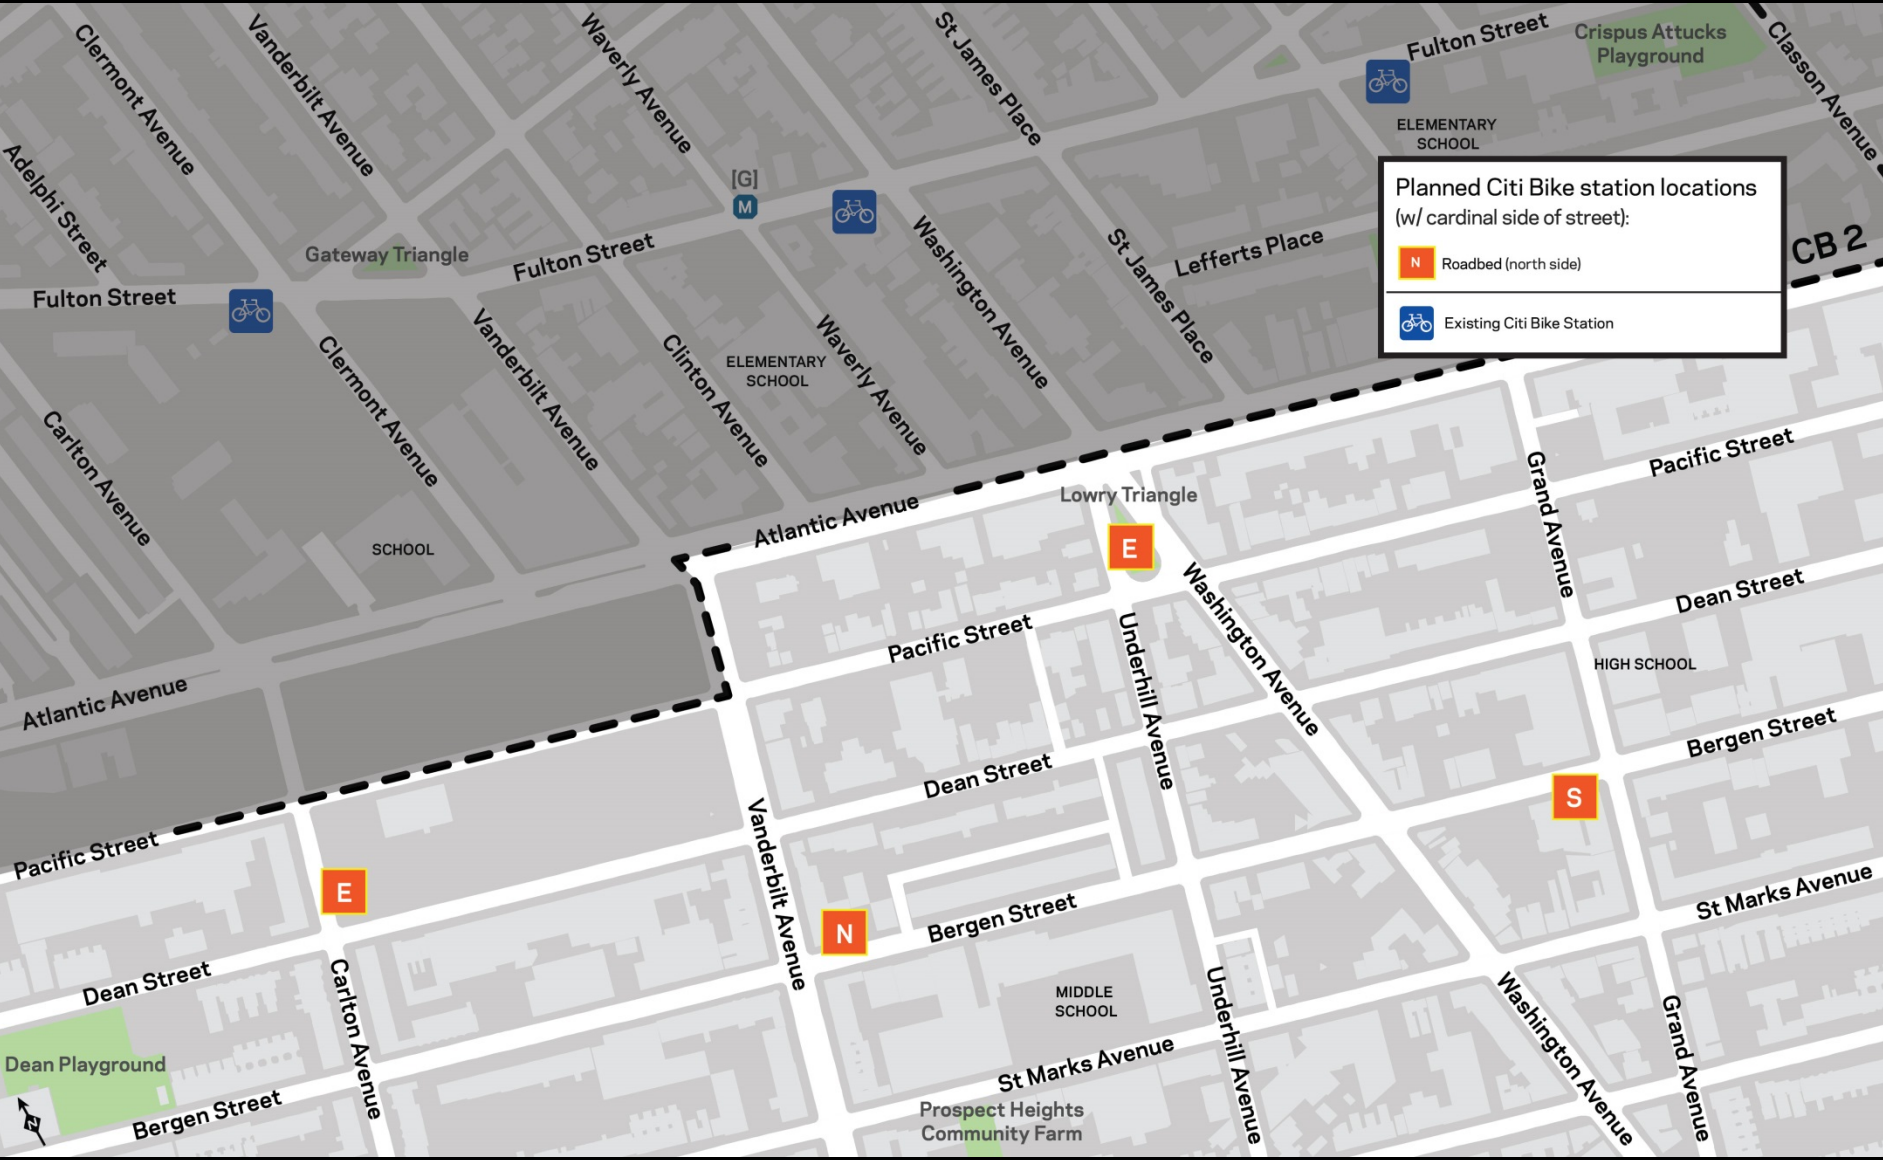 Clermont Avenue
Vanderbilt Avenue
Waverly Avenue
St James Place
Fulton Street
Crispus Attucks
Playground
Classon Avenue
Adelphi Street
[G]
M
ELEMENTARY
SCHOOL
Planned Citi Bike station locations
(w/ cardinal side of street):
N Roadbed (north side)
Existing Citi Bike Station
CB 2
Gateway Triangle
Fulton Street
Washington Avenue
St James Place
Lefferts Place
Fulton Street
Clermont Avenue
Vanderbilt Avenue
Clinton Avenue
ELEMENTARY
SCHOOL
Waverly Avenue
Carlton Avenue
SCHOOL
Atlantic Avenue
Lowry Triangle
E
Grand Avenue
Pacific Street
Washington Avenue
Dean Street
Pacific Street
Underhill Avenue
HIGH SCHOOL
Atlantic Avenue
Bergen Street
Dean Street
S
Vanderbilt Avenue
Pacific Street
E
N
Bergen Street
St Marks Avenue
Dean Street
Carlton Avenue
MIDDLE
SCHOOL
Underhill Avenue
Washington Avenue
Grand Avenue
Dean Playground
St Marks Avenue
Bergen Street
Prospect Heights
Community Farm
N